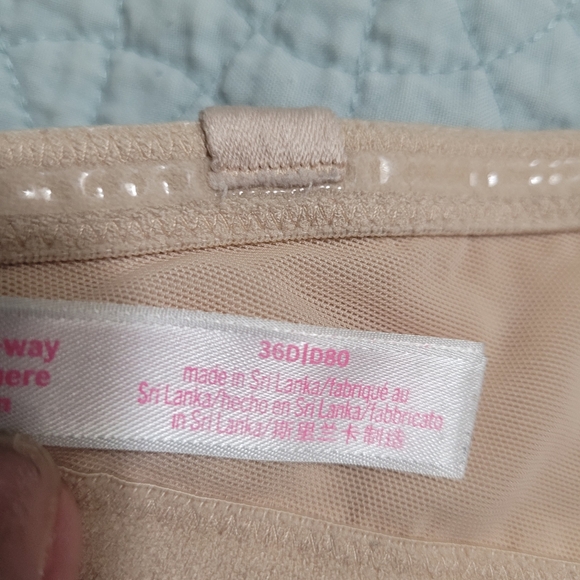 -way
36D|D80
made in Sri Lanka/fabriqué au
Sri Lanka/hecho en Sri Lanka/fabbricato
in Sri Lanka/斯里兰卡制造